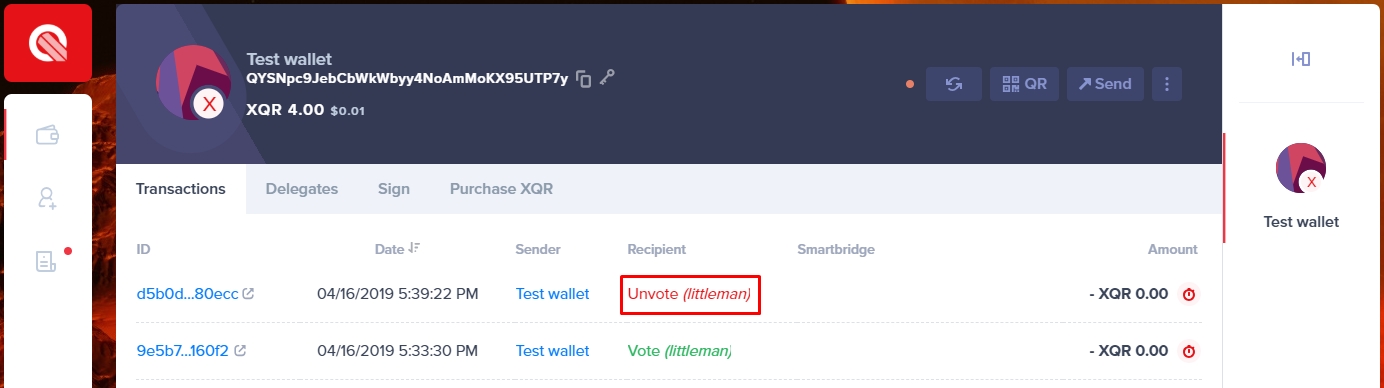 Test wallet
QYSNpc9JebCbWkWbyy4NoAmMoKX95UTP7y
X
XQR 4.00 $0.01
QR Send
Transactions Delegates Sign Purchase XQR
X
Test wallet
ID Date Sender Recipient Smartbridge Amount
d5b0d...80ecc 04/16/2019 5:39:22 PM Test wallet Unvote (littleman) - XQR 0.00
9e5b7...160f2 04/16/2019 5:33:30 PM Test wallet Vote (littleman) - XQR 0.00